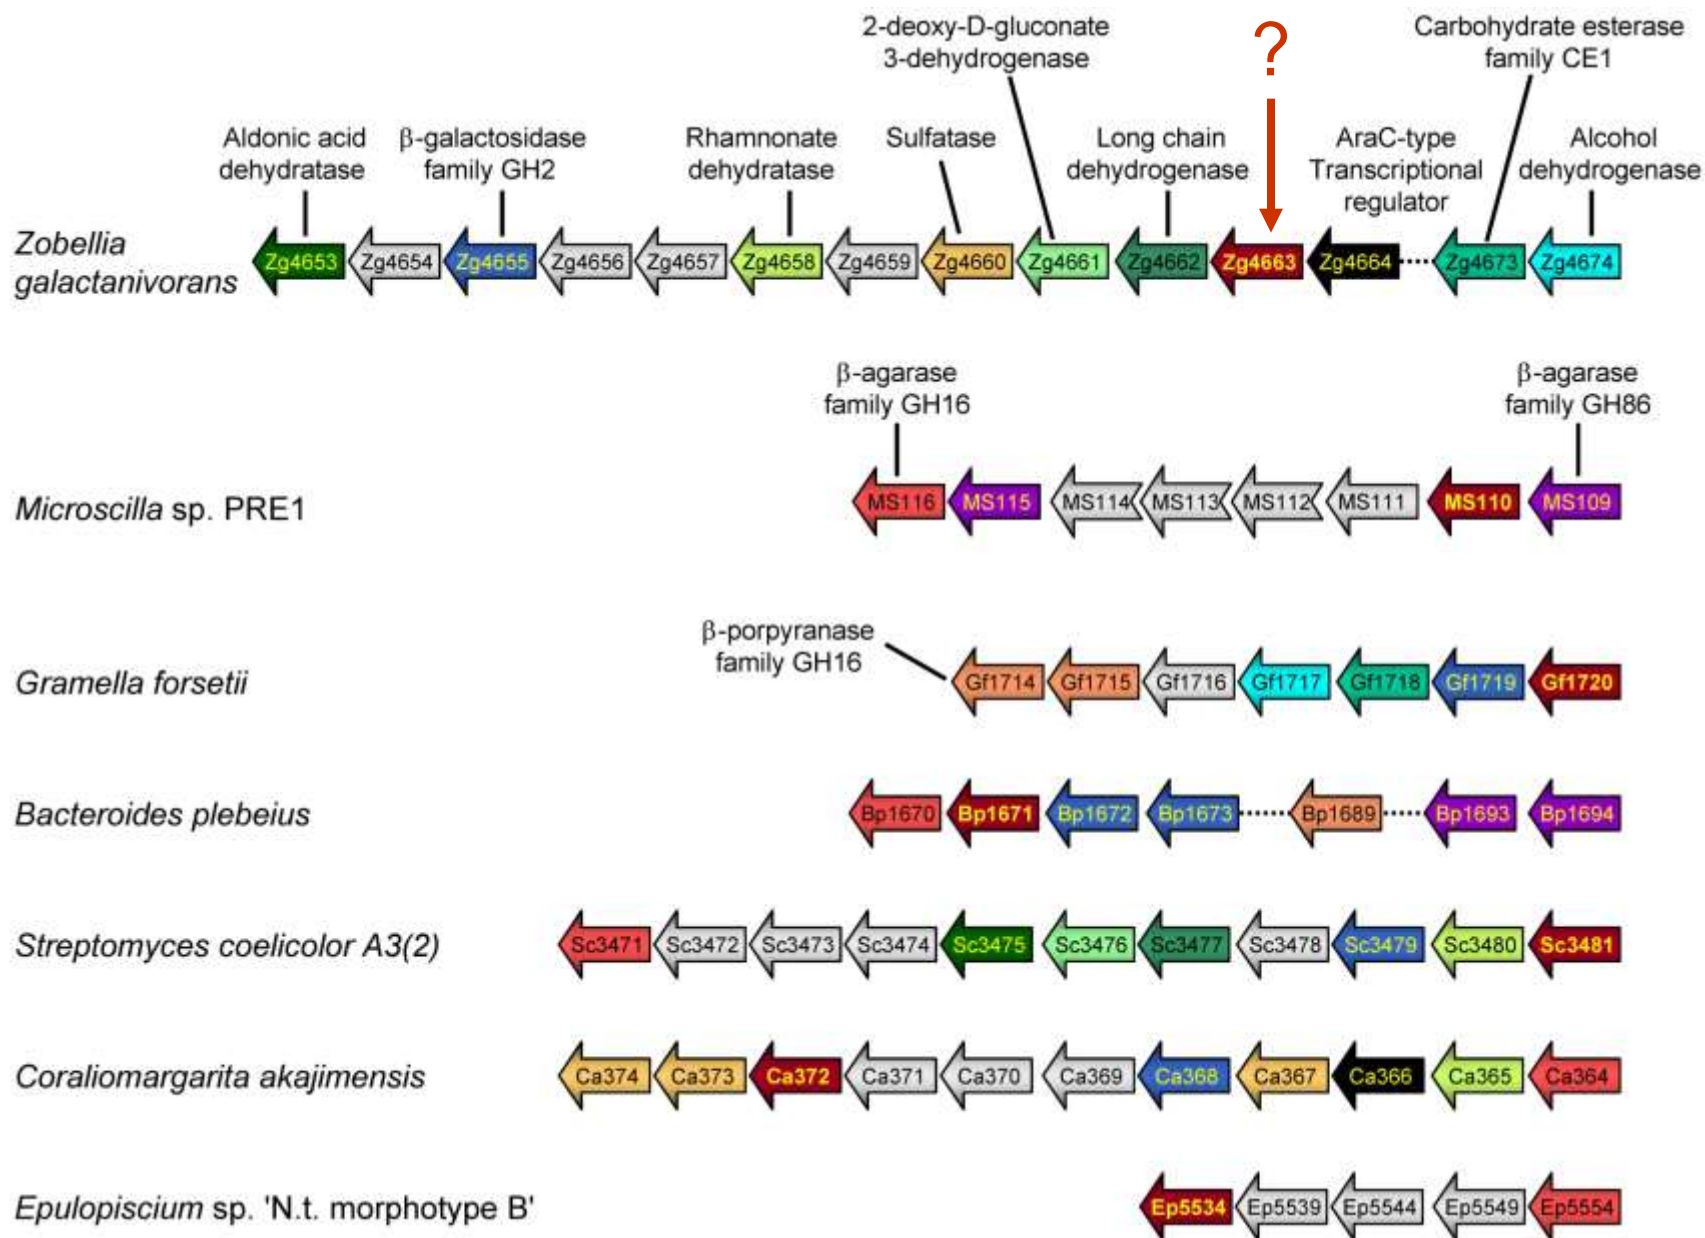 2-deoxy-D-gluconate
3-dehydrogenase
?
Carbohydrate esterase
family CE1
Aldonic acid
dehydratase
β-galactosidase
family GH2
Rhamnonate
dehydratase
Sulfatase
Long chain
dehydrogenase
AraC-type
Transcriptional
regulator
Alcohol
dehydrogenase
Zobellia
galactanivorans
Zg4653 Zg4654 Zg4655 Zg4656 Zg4657 Zg4658 Zg4659 Zg4660 Zg4661 Zg4662 Zg4663 Zg4664 Zg4673 Zg4674
β-agarase
family GH16
β-agarase
family GH86
Microscilla sp. PRE1
MS116 MS115 MS114 MS113 MS112 MS111 MS110 MS109
β-porpyranase
family GH16
Gramella forsetii
Gf1714 Gf1715 Gf1716 Gf1717 Gf1718 Gf1719 Gf1720
Bacteroides plebeius
Bp1670 Bp1671 Bp1672 Bp1673 Bp1689 Bp1693 Bp1694
Streptomyces coelicolor A3(2)
Sc3471 Sc3472 Sc3473 Sc3474 Sc3475 Sc3476 Sc3477 Sc3478 Sc3479 Sc3480 Sc3481
Coraliomargarita akajimensis
Ca374 Ca373 Ca372 Ca371 Ca370 Ca369 Ca368 Ca367 Ca366 Ca365 Ca364
Epulopiscium sp. 'N.t. morphotype B'
Ep5534 Ep5539 Ep5544 Ep5549 Ep5554